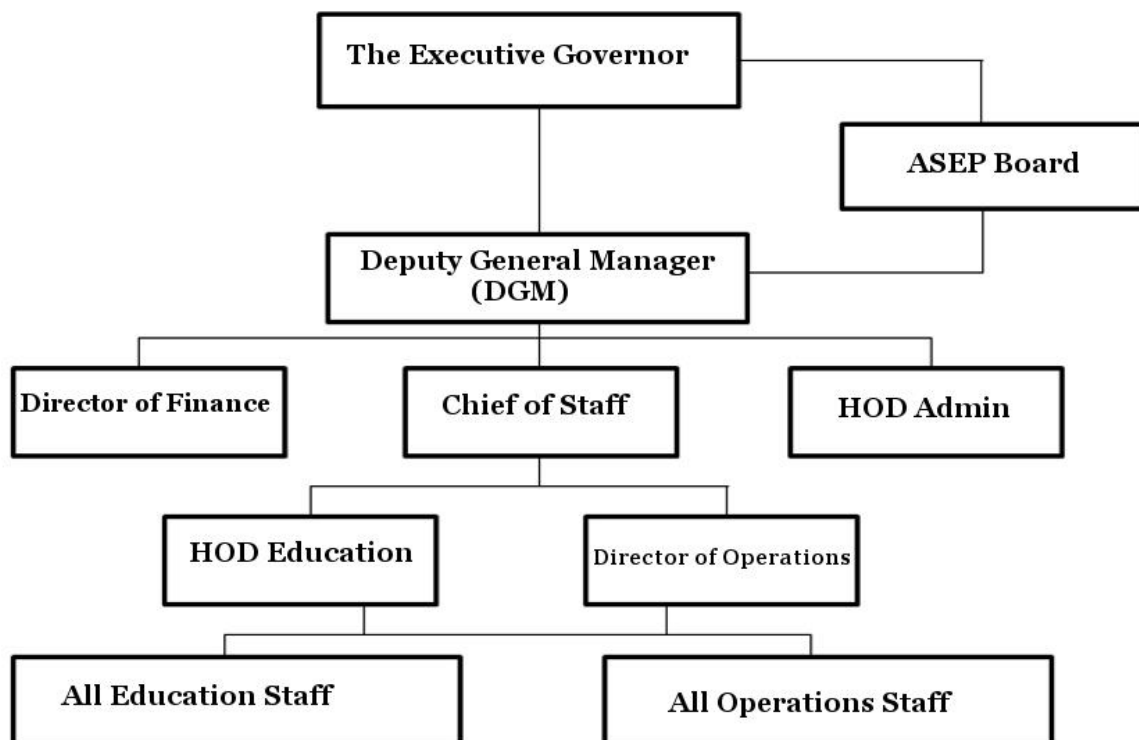 The Executive Governor
ASEP Board
Deputy General Manager
(DGM)
Director of Finance
Chief of Staff
HOD Admin
HOD Education
Director of Operations
All Education Staff
All Operations Staff